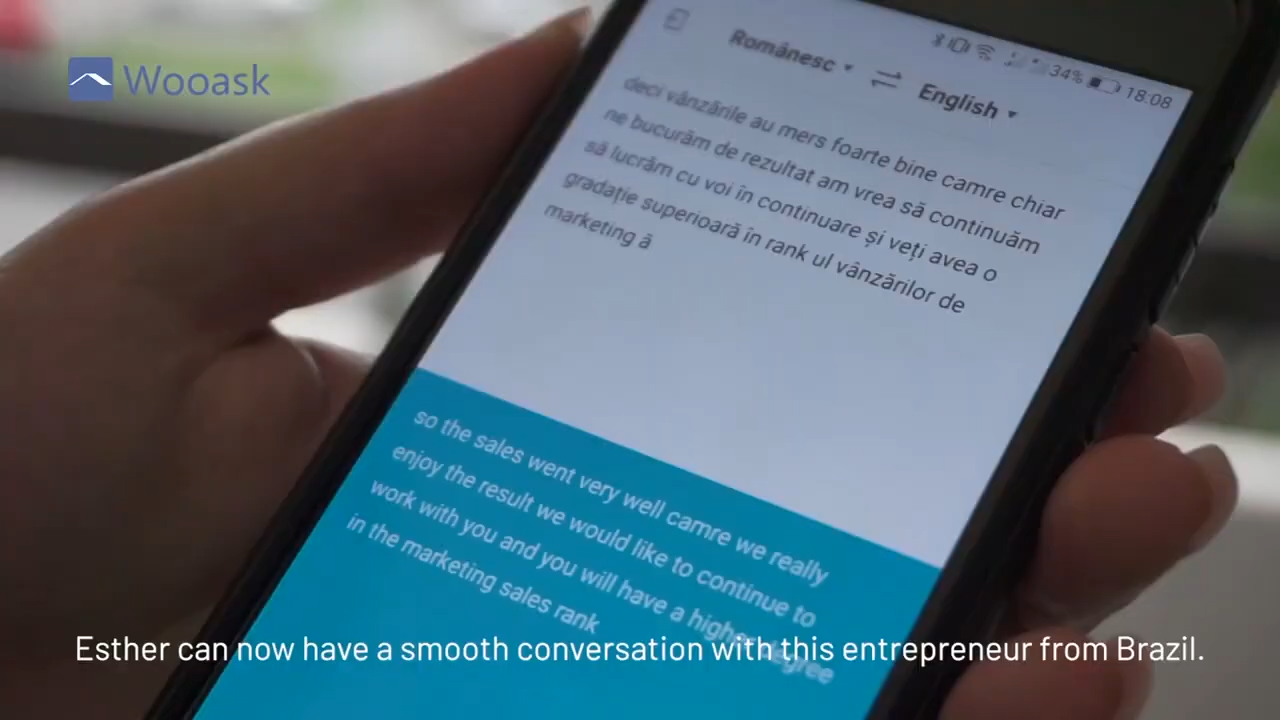 Wooask
34% 18:08
Românesc English
deci vânzările au mers foarte bine camre chiar
ne bucurăm de rezultat am vrea să continuăm
să lucrăm cu voi în continuare și veți avea o
gradație superioară în rank ul vânzărilor de
marketing ă
so the sales went very well camre we really
enjoy the result we would like to continue to
work with you and you will have a higher degree
in the marketing sales rank
Esther can now have a smooth conversation with this entrepreneur from Brazil.